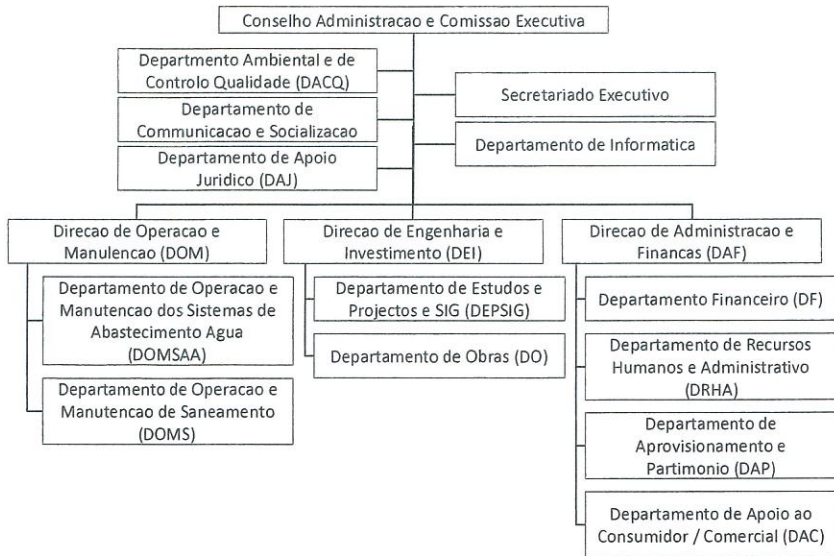 Conselho Administracao e Comissao Executiva
Departmento Ambiental e de
Controlo Qualidade (DACQ)
Secretariado Executivo
Departamento de
Communicacao e Socializacao
Departamento de Informatica
Departamento de Apoio
Juridico (DAJ)
Direcao de Operacao e
Manulencao (DOM)
Direcao de Engenharia e
Investimento (DEI)
Direcao de Administracao e
Financas (DAF)
Departamento de Operacao e
Manutencao dos Sistemas de
Abastecimento Agua
(DOMSAA)
Departamento de Operacao e
Manutencao de Saneamento
(DOMS)
Departamento de Estudos e
Projectos e SIG (DEPSIG)
Departamento de Obras (DO)
Departamento Financeiro (DF)
Departamento de Recursos
Humanos e Administrativo
(DRHA)
Departamento de
Aprovisionamento e
Partimonio (DAP)
Departamento de Apoio ao
Consumidor / Comercial (DAC)